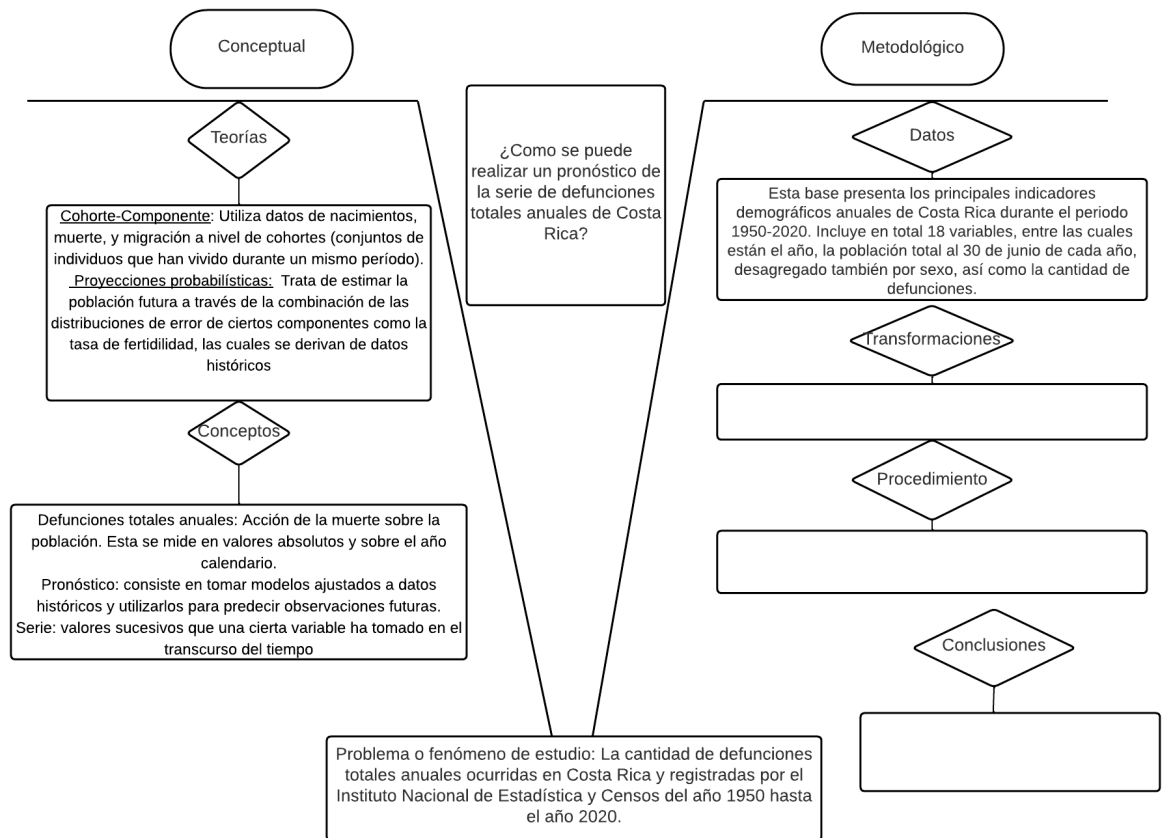 Conceptual
Teorías
Cohorte-Componente: Utiliza datos de nacimientos,
muerte, y migración a nivel de cohortes (conjuntos de
individuos que han vivido durante un mismo período).
Proyecciones probabilísticas: Trata de estimar la
población futura a través de la combinación de las
distribuciones de error de ciertos componentes como la
tasa de fertidilidad, las cuales se derivan de datos
históricos
Conceptos
Defunciones totales anuales: Acción de la muerte sobre la
población. Esta se mide en valores absolutos y sobre el año
calendario.
Pronóstico: consiste en tomar modelos ajustados a datos
históricos y utilizarlos para predecir observaciones futuras.
Serie: valores sucesivos que una cierta variable ha tomado en el
transcurso del tiempo
¿Como se puede
realizar un pronóstico de
la serie de defunciones
totales anuales de Costa
Rica?
Metodológico
Datos
Esta base presenta los principales indicadores
demográficos anuales de Costa Rica durante el periodo
1950-2020. Incluye en total 18 variables, entre las cuales
están el año, la población total al 30 de junio de cada año,
desagregado también por sexo, así como la cantidad de
defunciones.
Transformaciones
Procedimiento
Conclusiones
Problema o fenómeno de estudio: La cantidad de defunciones
totales anuales ocurridas en Costa Rica y registradas por el
Instituto Nacional de Estadística y Censos del año 1950 hasta
el año 2020.